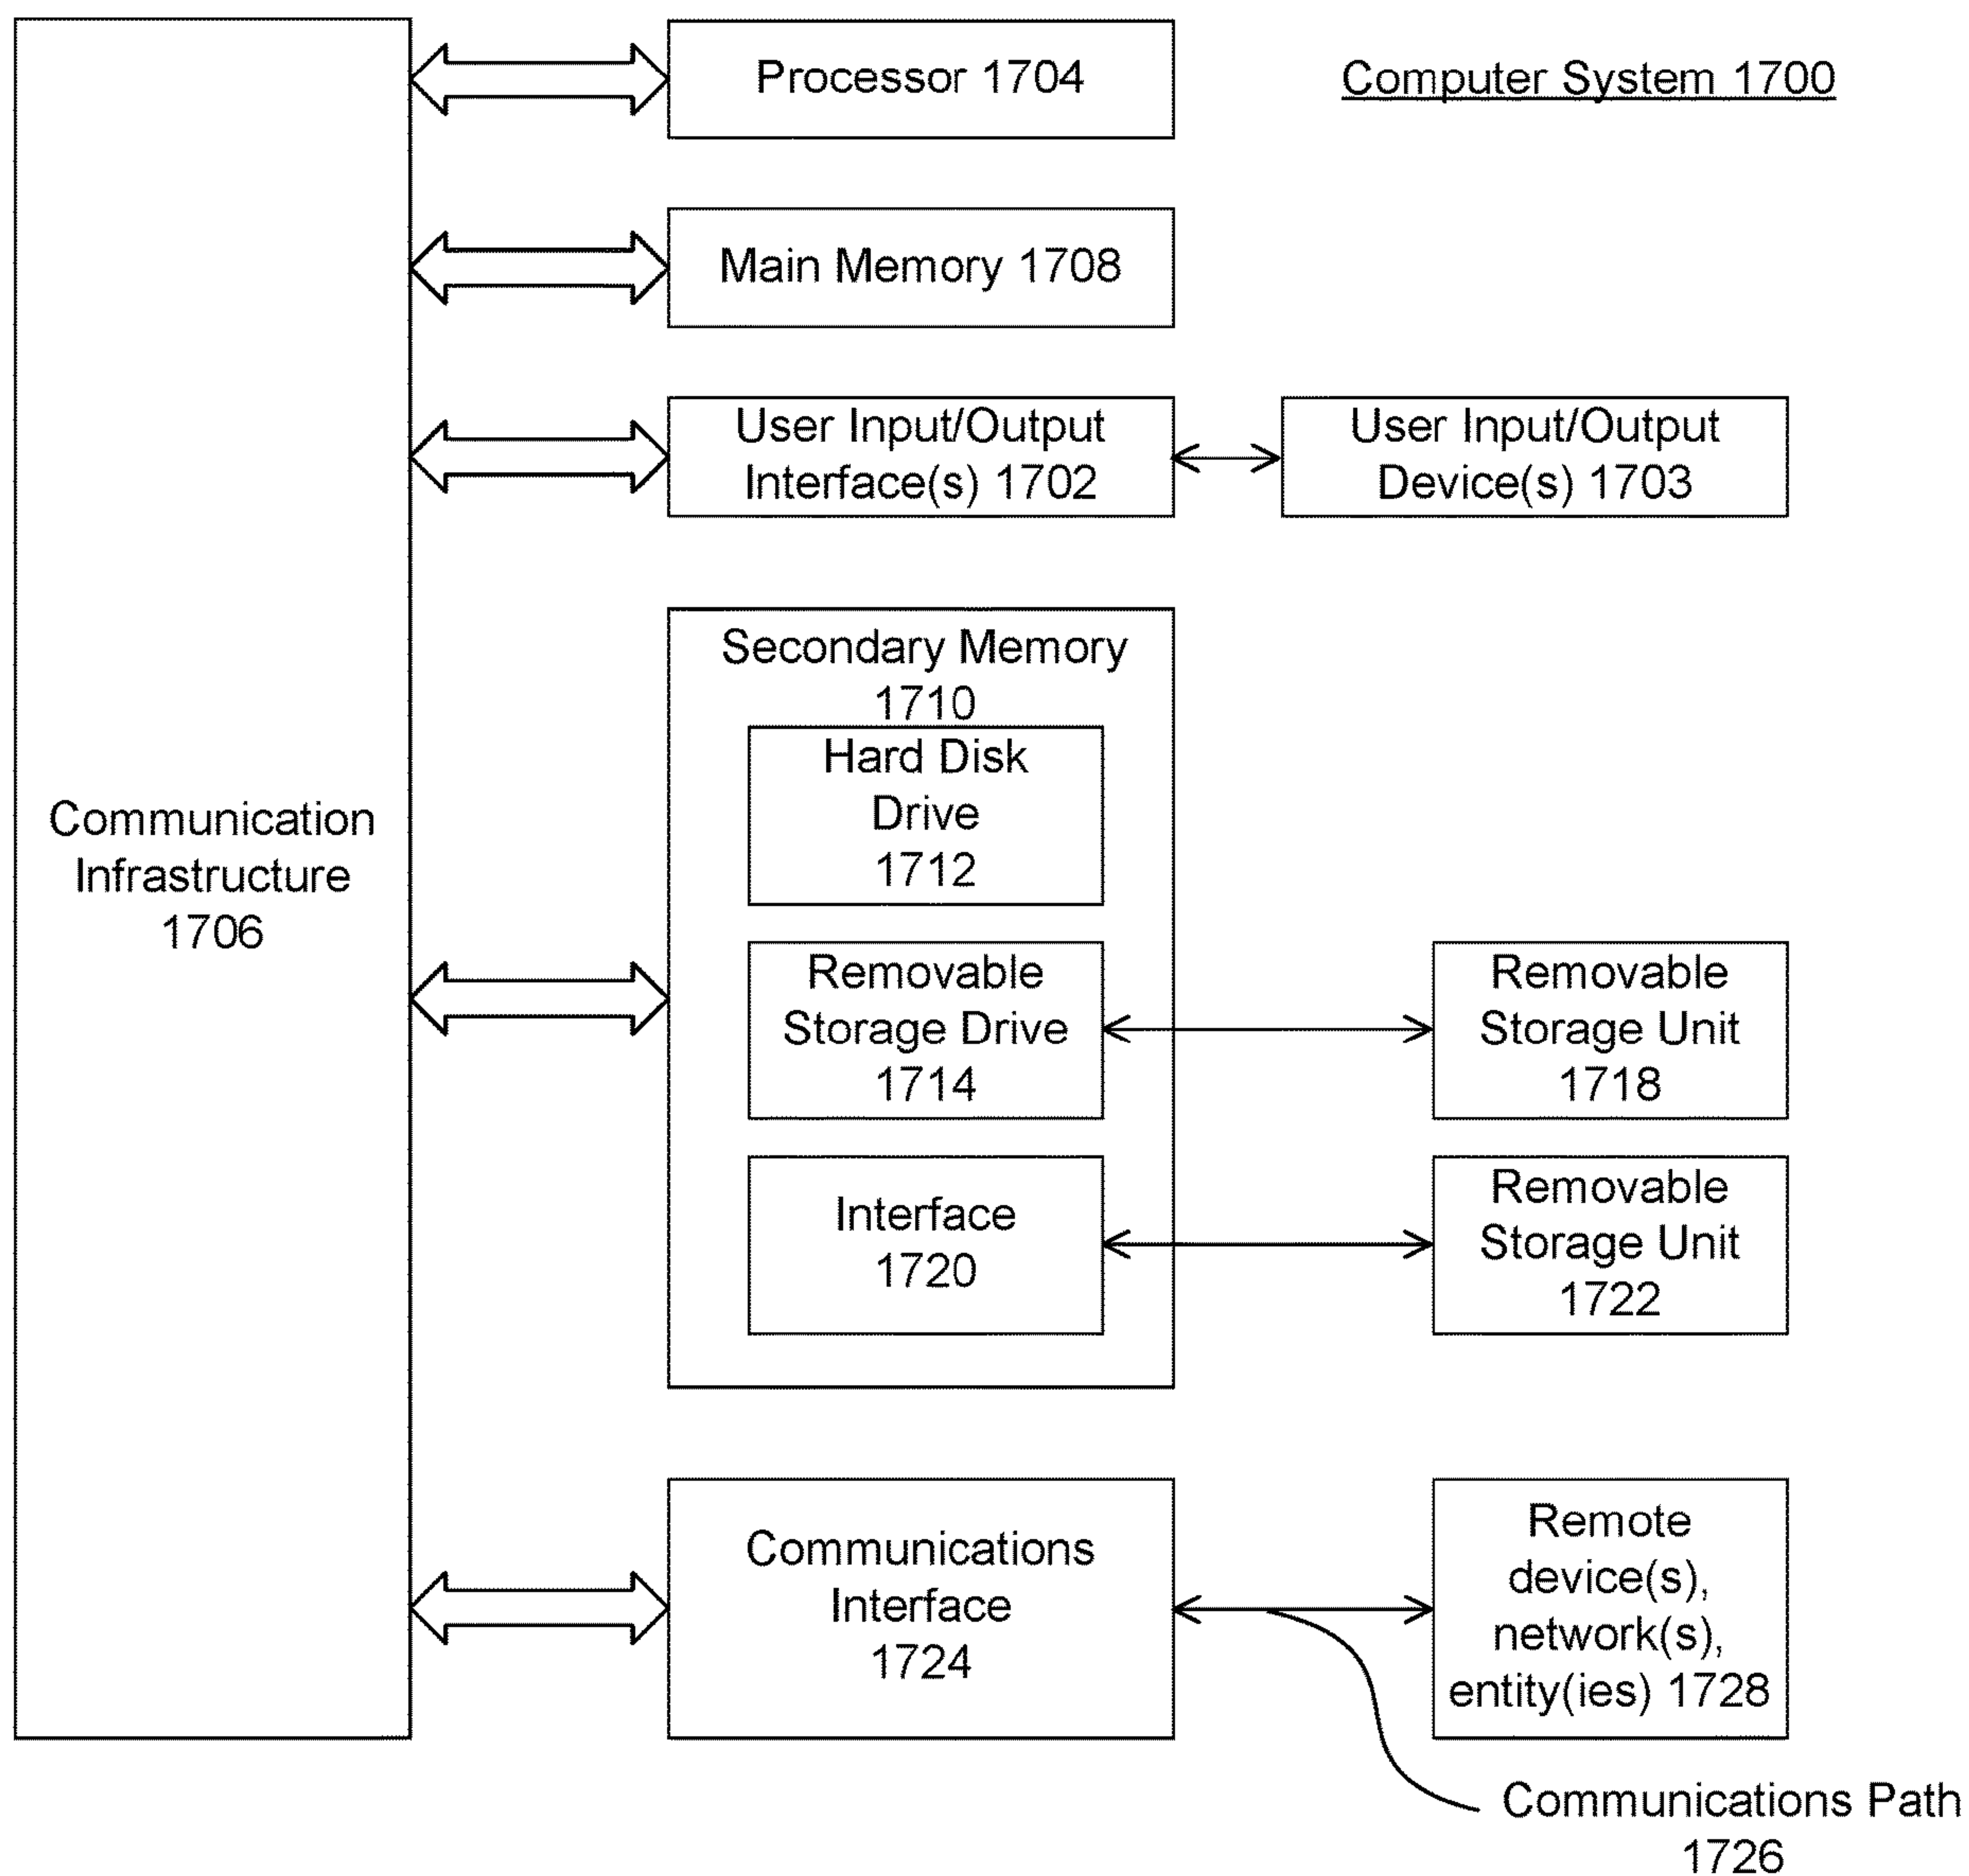 Processor 1704
Computer System 1700
Main Memory 1708
User Input/Output
Interface(s) 1702
User Input/Output
Device(s) 1703
Secondary Memory
1710
Hard Disk
Drive
1712
Communication
Infrastructure
1706
Removable
Storage Drive
1714
Removable
Storage Unit
1718
Interface
1720
Removable
Storage Unit
1722
Communications
Interface
1724
Remote
device(s),
network(s),
entity(ies) 1728
Communications Path
1726